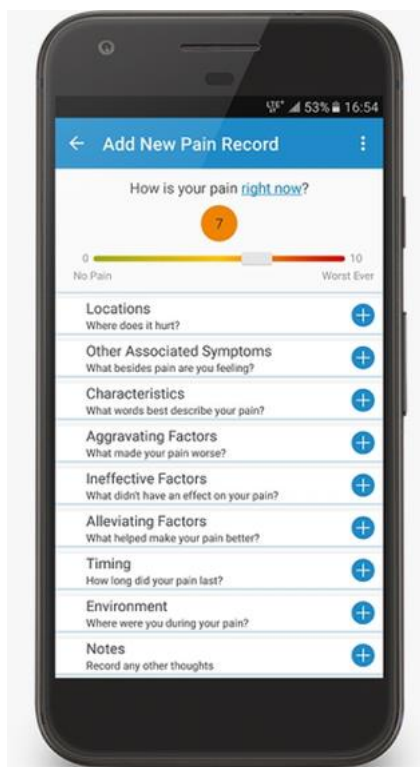 53% 16:54
Add New Pain Record
How is your pain right now?
7
0 10
No Pain Worst Ever
Locations
Where does it hurt?
Other Associated Symptoms
What besides pain are you feeling?
Characteristics
What words best describe your pain?
Aggravating Factors
What made your pain worse?
Ineffective Factors
What didn't have an effect on your pain?
Alleviating Factors
What helped make your pain better?
Timing
How long did your pain last?
Environment
Where were you during your pain?
Notes
Record any other thoughts